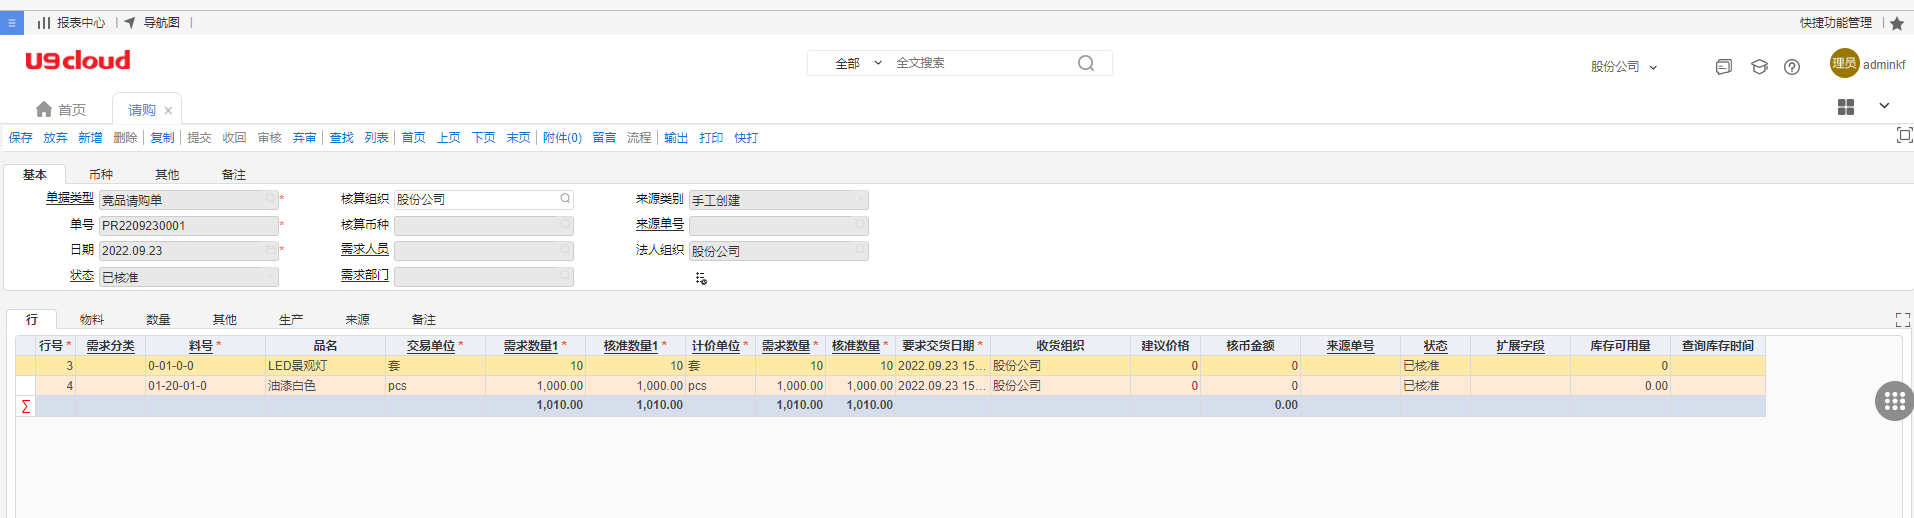 报表中心 | 导航图 | 快捷功能管理 |
U9cloud 全部 全文搜索 股份公司 理员 adminkf
首页 请购 ×
保存 放弃 新增 删除 复制 提交 收回 审核 弃审 查找 列表 首页 上页 下页 末页 附件(0) 留言 流程 输出 打印 快打
基本 币种 其他 备注
单据类型 竞品请购单 * 核算组织 股份公司 来源类别 手工创建
单号 PR2209230001 * 核算币种 来源单号
日期 2022.09.23 * 需求人员 法人组织 股份公司
状态 已核准 需求部门
行 物料 数量 其他 生产 来源 备注
行号 * 需求分类 料号 * 品名 交易单位 * 需求数量1 * 核准数量1 * 计价单位 * 需求数量 * 核准数量 * 要求交货日期 * 收货组织 建议价格 核币金额 来源单号 状态 扩展字段 库存可用量 查询库存时间
3 0-01-0-0 LED景观灯 套 10 10 套 10 10 2022.09.23 15... 股份公司 0 0 已核准 0
4 01-20-01-0 油漆白色 pcs 1,000.00 1,000.00 pcs 1,000.00 1,000.00 2022.09.23 15... 股份公司 0 0 已核准 0.00
∑ 1,010.00 1,010.00 1,010.00 1,010.00 0.00